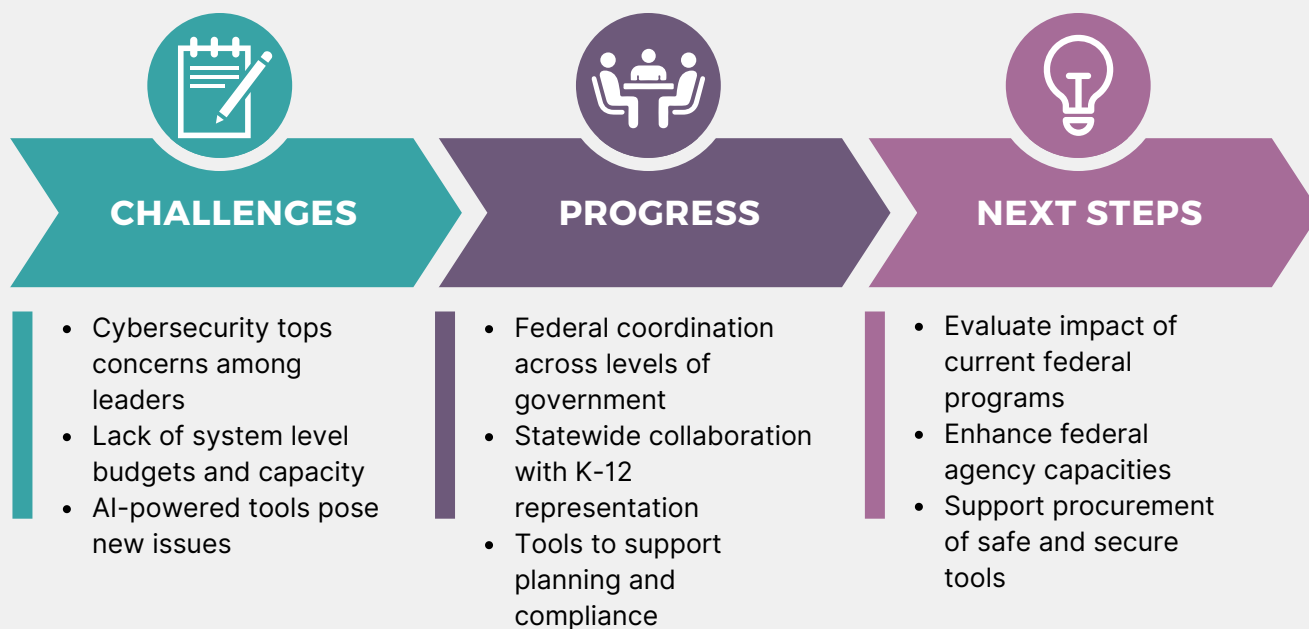 CHALLENGES
• Cybersecurity tops
concerns among
leaders
• Lack of system level
budgets and capacity
• AI-powered tools pose
new issues
PROGRESS
• Federal coordination
across levels of
government
• Statewide collaboration
with K-12
representation
• Tools to support
planning and
compliance
NEXT STEPS
• Evaluate impact of
current federal
programs
• Enhance federal
agency capacities
• Support procurement
of safe and secure
tools